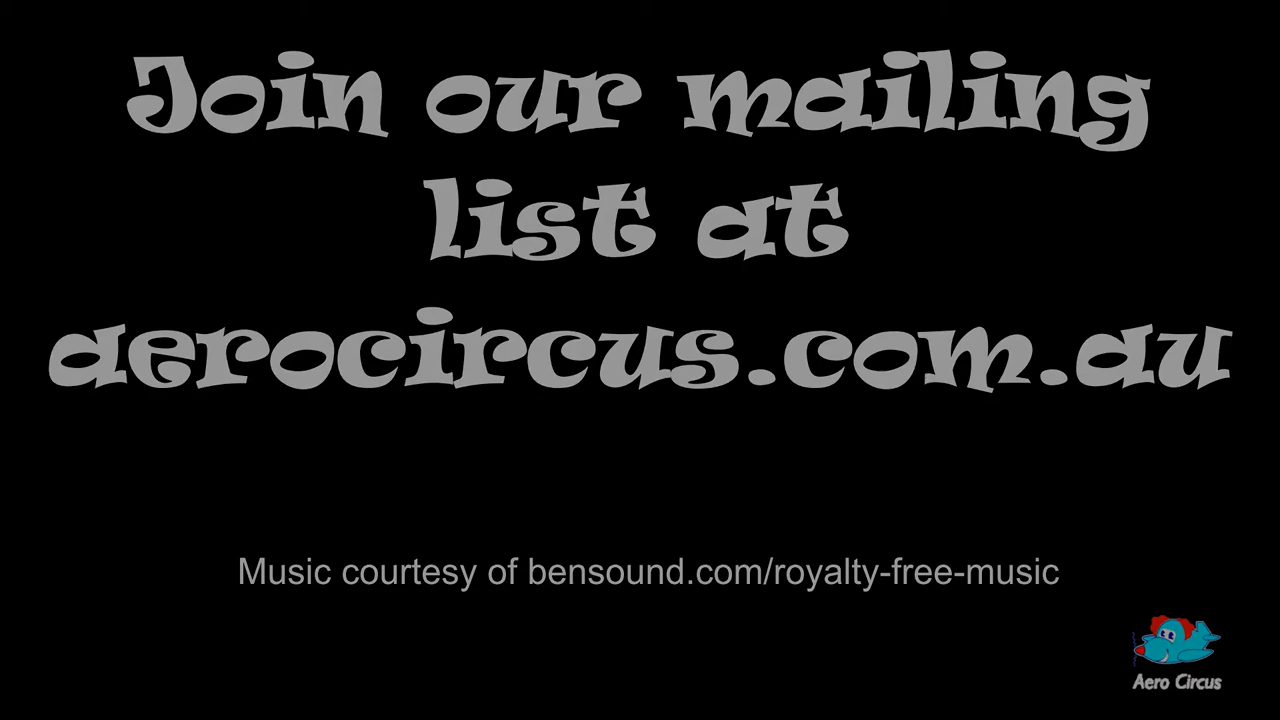 Join our mailing
list at
aerocircus.com.au
Music courtesy of bensound.com/royalty-free-music
Aero Circus